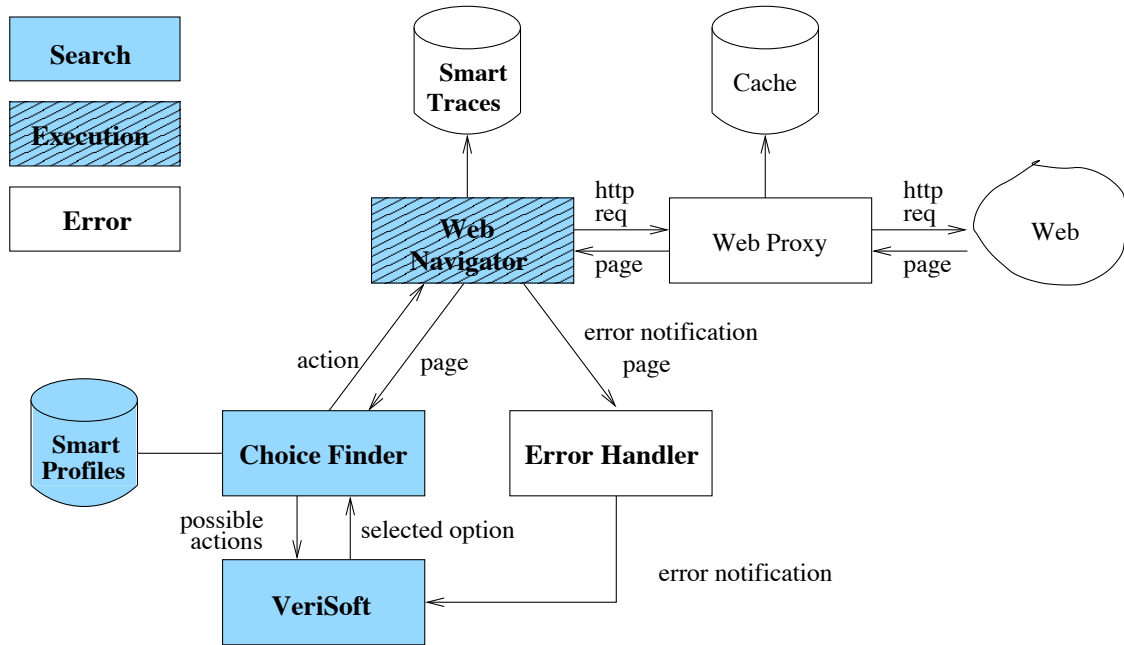 Search
Execution
Error
Smart
Traces
Cache
Web
Navigator
http
req
page
Web Proxy
http
req
page
Web
action
page
error notification
page
Smart
Profiles
Choice Finder
Error Handler
possible
actions
selected option
VeriSoft
error notification